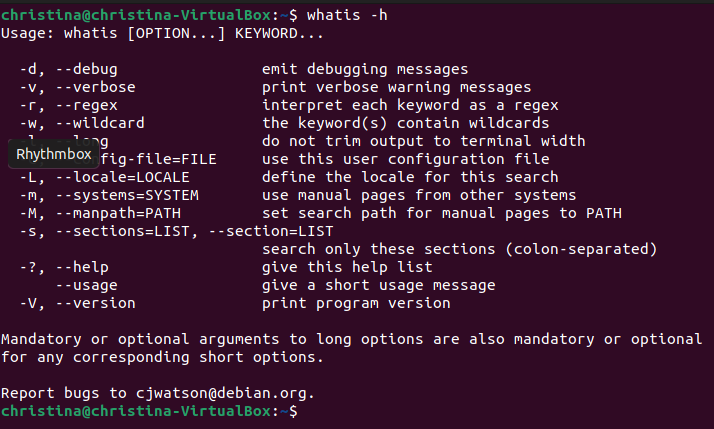 christina@christina-VirtualBox:~$ whatis -h
Usage: whatis [OPTION...] KEYWORD...
-d, --debug emit debugging messages
-v, --verbose print verbose warning messages
-r, --regex interpret each keyword as a regex
-w, --wildcard the keyword(s) contain wildcards
do not trim output to terminal width
Rhythmbox
-file=FILE use this user configuration file
-L, --locale=LOCALE define the locale for this search
-m, --systems=SYSTEM use manual pages from other systems
-M, --manpath=PATH set search path for manual pages to PATH
-s, --sections=LIST, --section=LIST
search only these sections (colon-separated)
-?, --help give this help list
--usage give a short usage message
-V, --version print program version
Mandatory or optional arguments to long options are also mandatory or optional
for any corresponding short options.
Report bugs to cjwatson@debian.org.
christina@christina-VirtualBox:~$